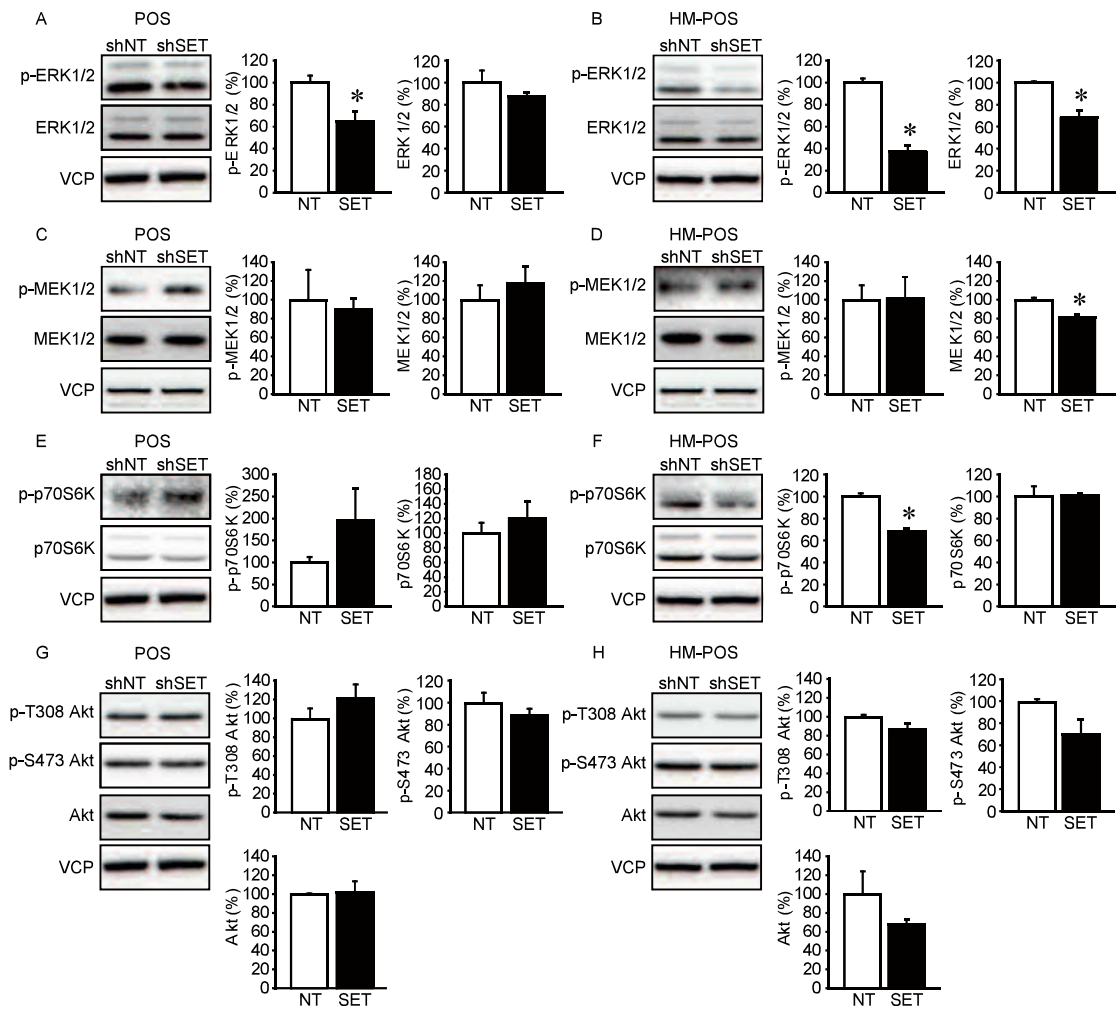 A
POS
shNT shSET
p-ERK1/2
ERK1/2
VCP
p-ERK1/2 (%)
120
100
80
60
40
20
0
*
NT SET
ERK1/2 (%)
100
80
60
40
20
0
NT SET
B
HM-POS
shNT shSET
p-ERK1/2
ERK1/2
VCP
p-ERK1/2 (%)
120
100
80
60
40
20
0
*
NT SET
ERK1/2 (%)
120
100
80
60
40
20
0
*
NT SET
C
POS
shNT shSET
p-MEK1/2
MEK1/2
VCP
p-MEK1/2 (%)
140
120
100
80
60
40
20
0
NT SET
MEK1/2 (%)
140
120
100
80
60
40
20
0
NT SET
D
HM-POS
shNT shSET
p-MEK1/2
MEK1/2
VCP
p-MEK1/2 (%)
140
120
100
80
60
40
20
0
NT SET
MEK1/2 (%)
140
120
100
80
60
40
20
0
*
NT SET
E
POS
shNT shSET
p-p70S6K
p70S6K
VCP
p-p70S6K (%)
300
250
200
150
100
50
0
NT SET
p70S6K (%)
180
160
140
120
100
80
60
40
20
0
NT SET
F
HM-POS
shNT shSET
p-p70S6K
p70S6K
VCP
p-p70S6K (%)
120
100
80
60
40
20
0
*
NT SET
p70S6K (%)
120
100
80
60
40
20
0
NT SET
G
POS
shNT shSET
p-T308 Akt
p-S473 Akt
Akt
VCP
p-T308 Akt (%)
140
120
100
80
60
40
20
0
NT SET
p-S473 Akt (%)
120
100
80
60
40
20
0
NT SET
Akt (%)
140
120
100
80
60
40
20
0
NT SET
H
HM-POS
shNT shSET
p-T308 Akt
p-S473 Akt
Akt
VCP
p-T308 Akt (%)
140
120
100
80
60
40
20
0
NT SET
p-S473 Akt (%)
120
100
80
60
40
20
0
NT SET
Akt (%)
140
120
100
80
60
40
20
0
NT SET